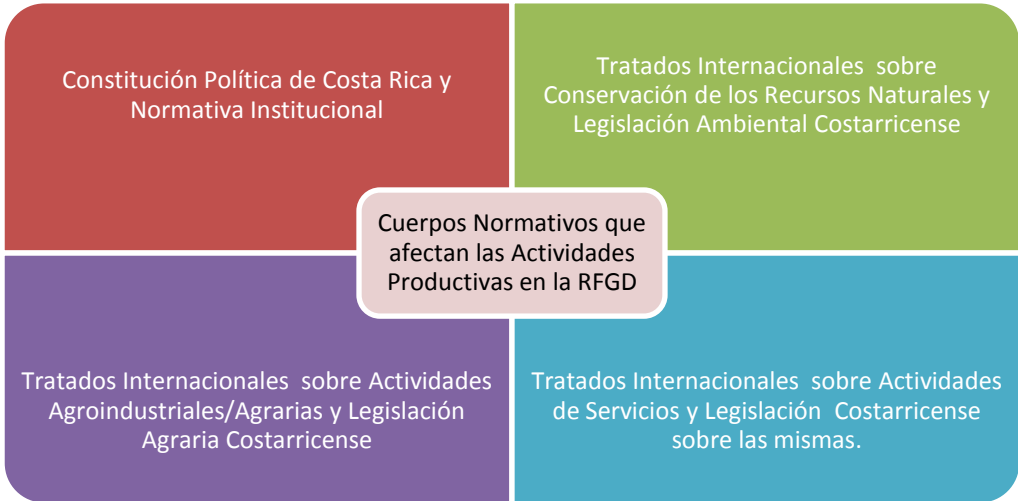 Constitución Política de Costa Rica y
Normativa Institucional
Tratados Internacionales sobre
Conservación de los Recursos Naturales y
Legislación Ambiental Costarricense
Cuerpos Normativos que
afectan las Actividades
Productivas en la RFGD
Tratados Internacionales sobre Actividades
Agroindustriales/Agrarias y Legislación
Agraria Costarricense
Tratados Internacionales sobre Actividades
de Servicios y Legislación Costarricense
sobre las mismas.